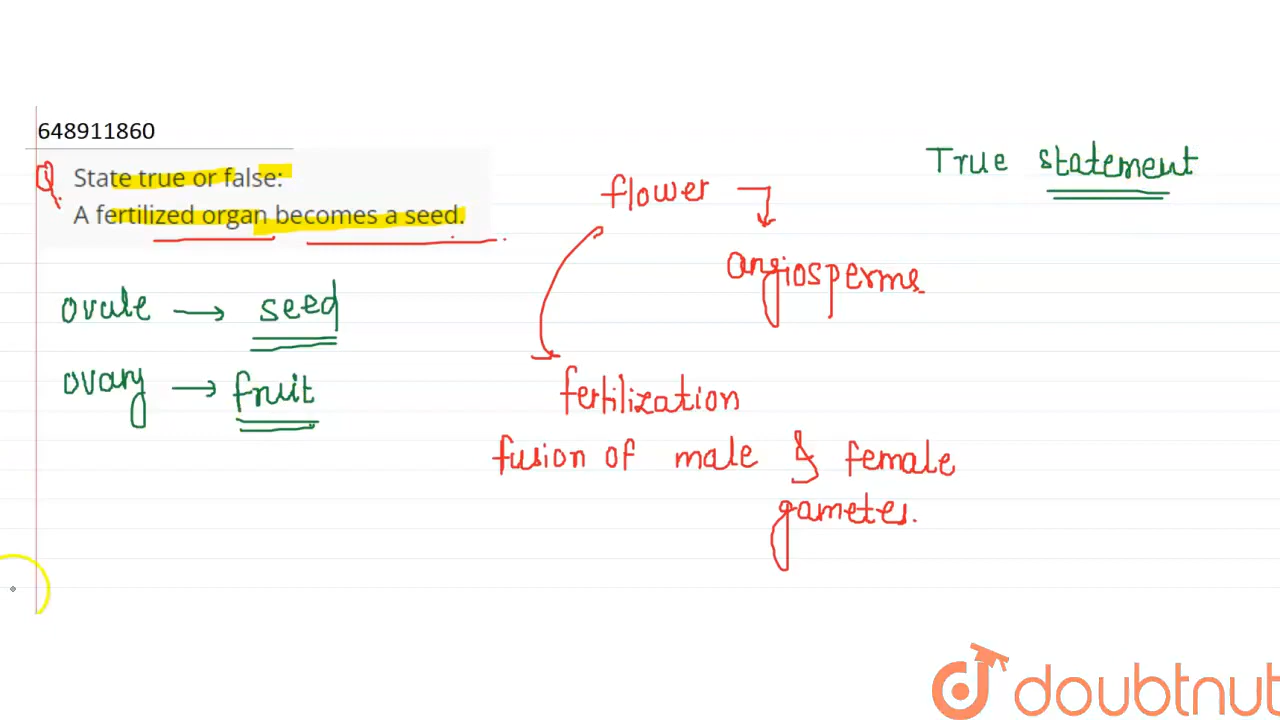 648911860
Q. State true or false:
A fertilized organ becomes a seed.
ovule → seed
ovary → fruit
flower
angiosperms
fertilization
fusion of male & female
gametes.
True statement
doubtnut